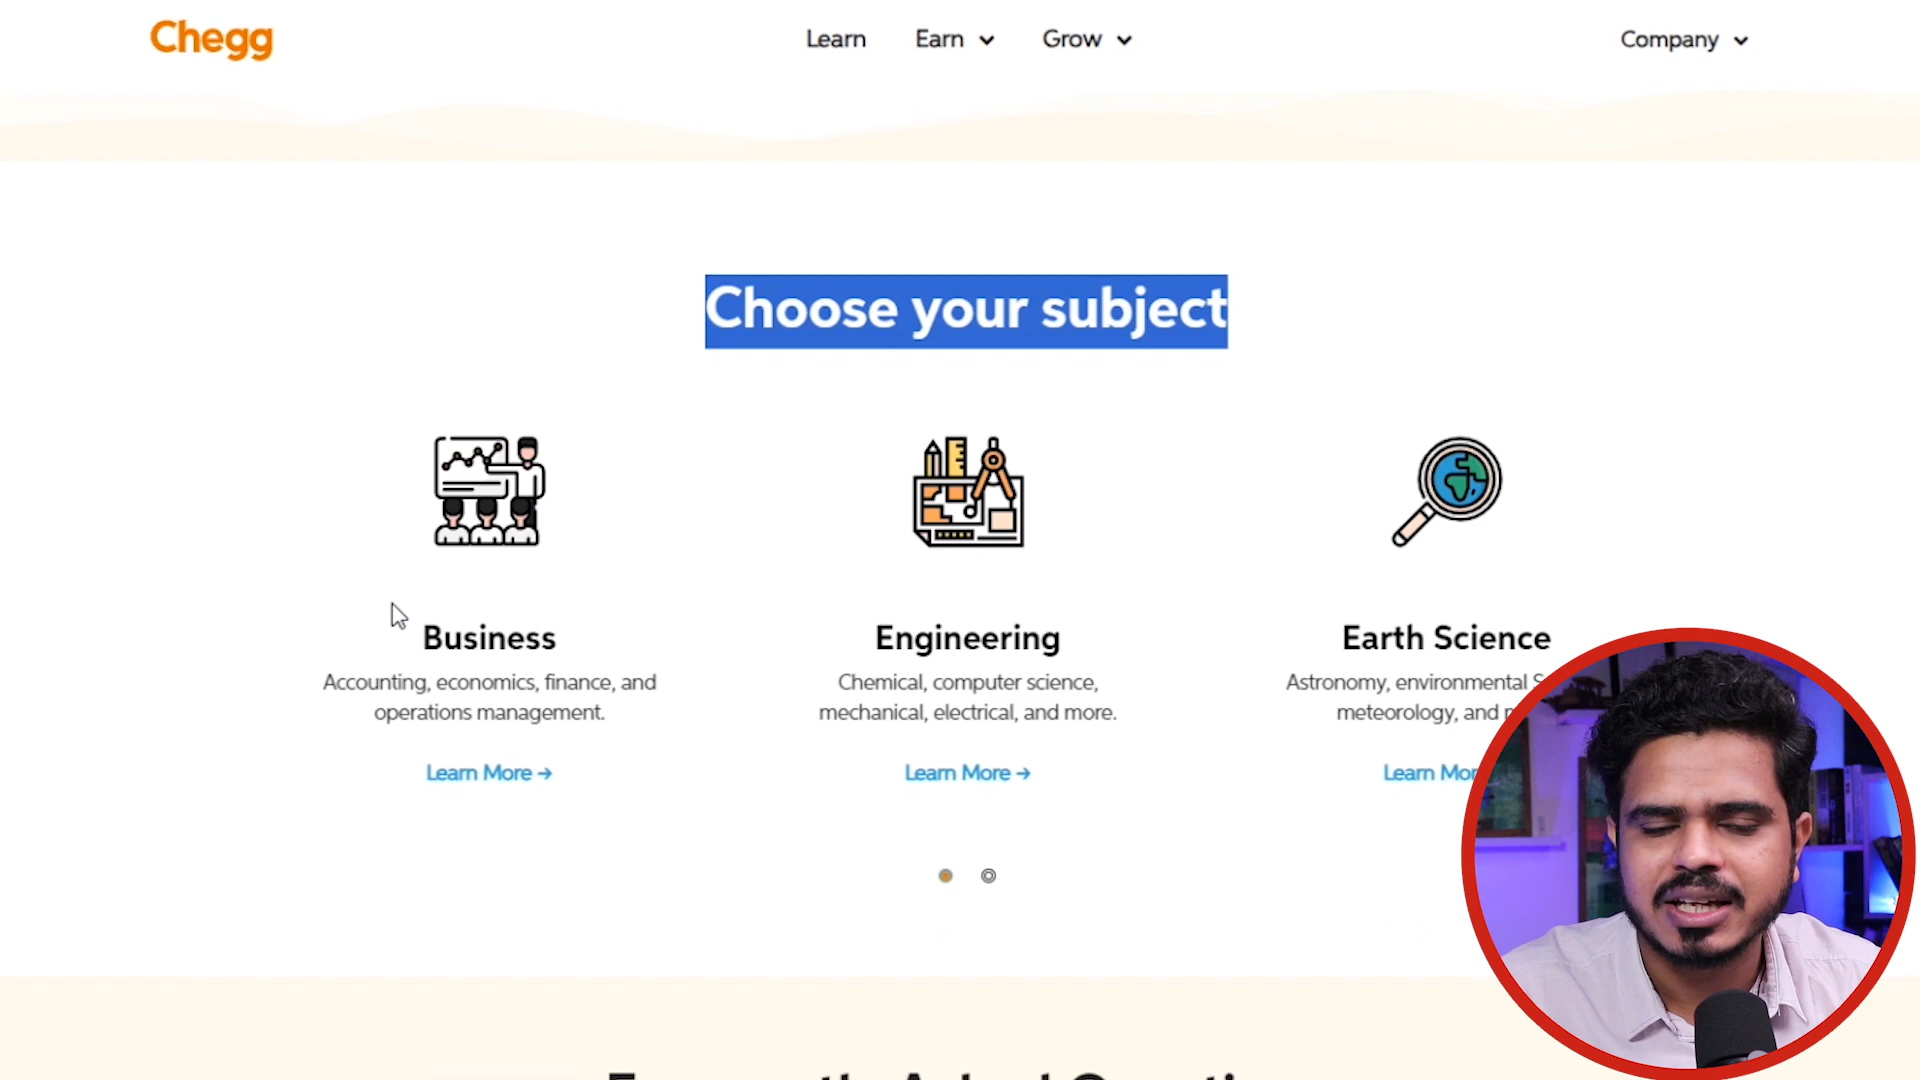 Chegg
Learn
Earn
Grow
Company
Choose your subject
Business
Accounting, economics, finance, and
operations management.
Learn More →
Engineering
Chemical, computer science,
mechanical, electrical, and more.
Learn More →
Earth Science
Astronomy, environmental
meteorology, and
Learn